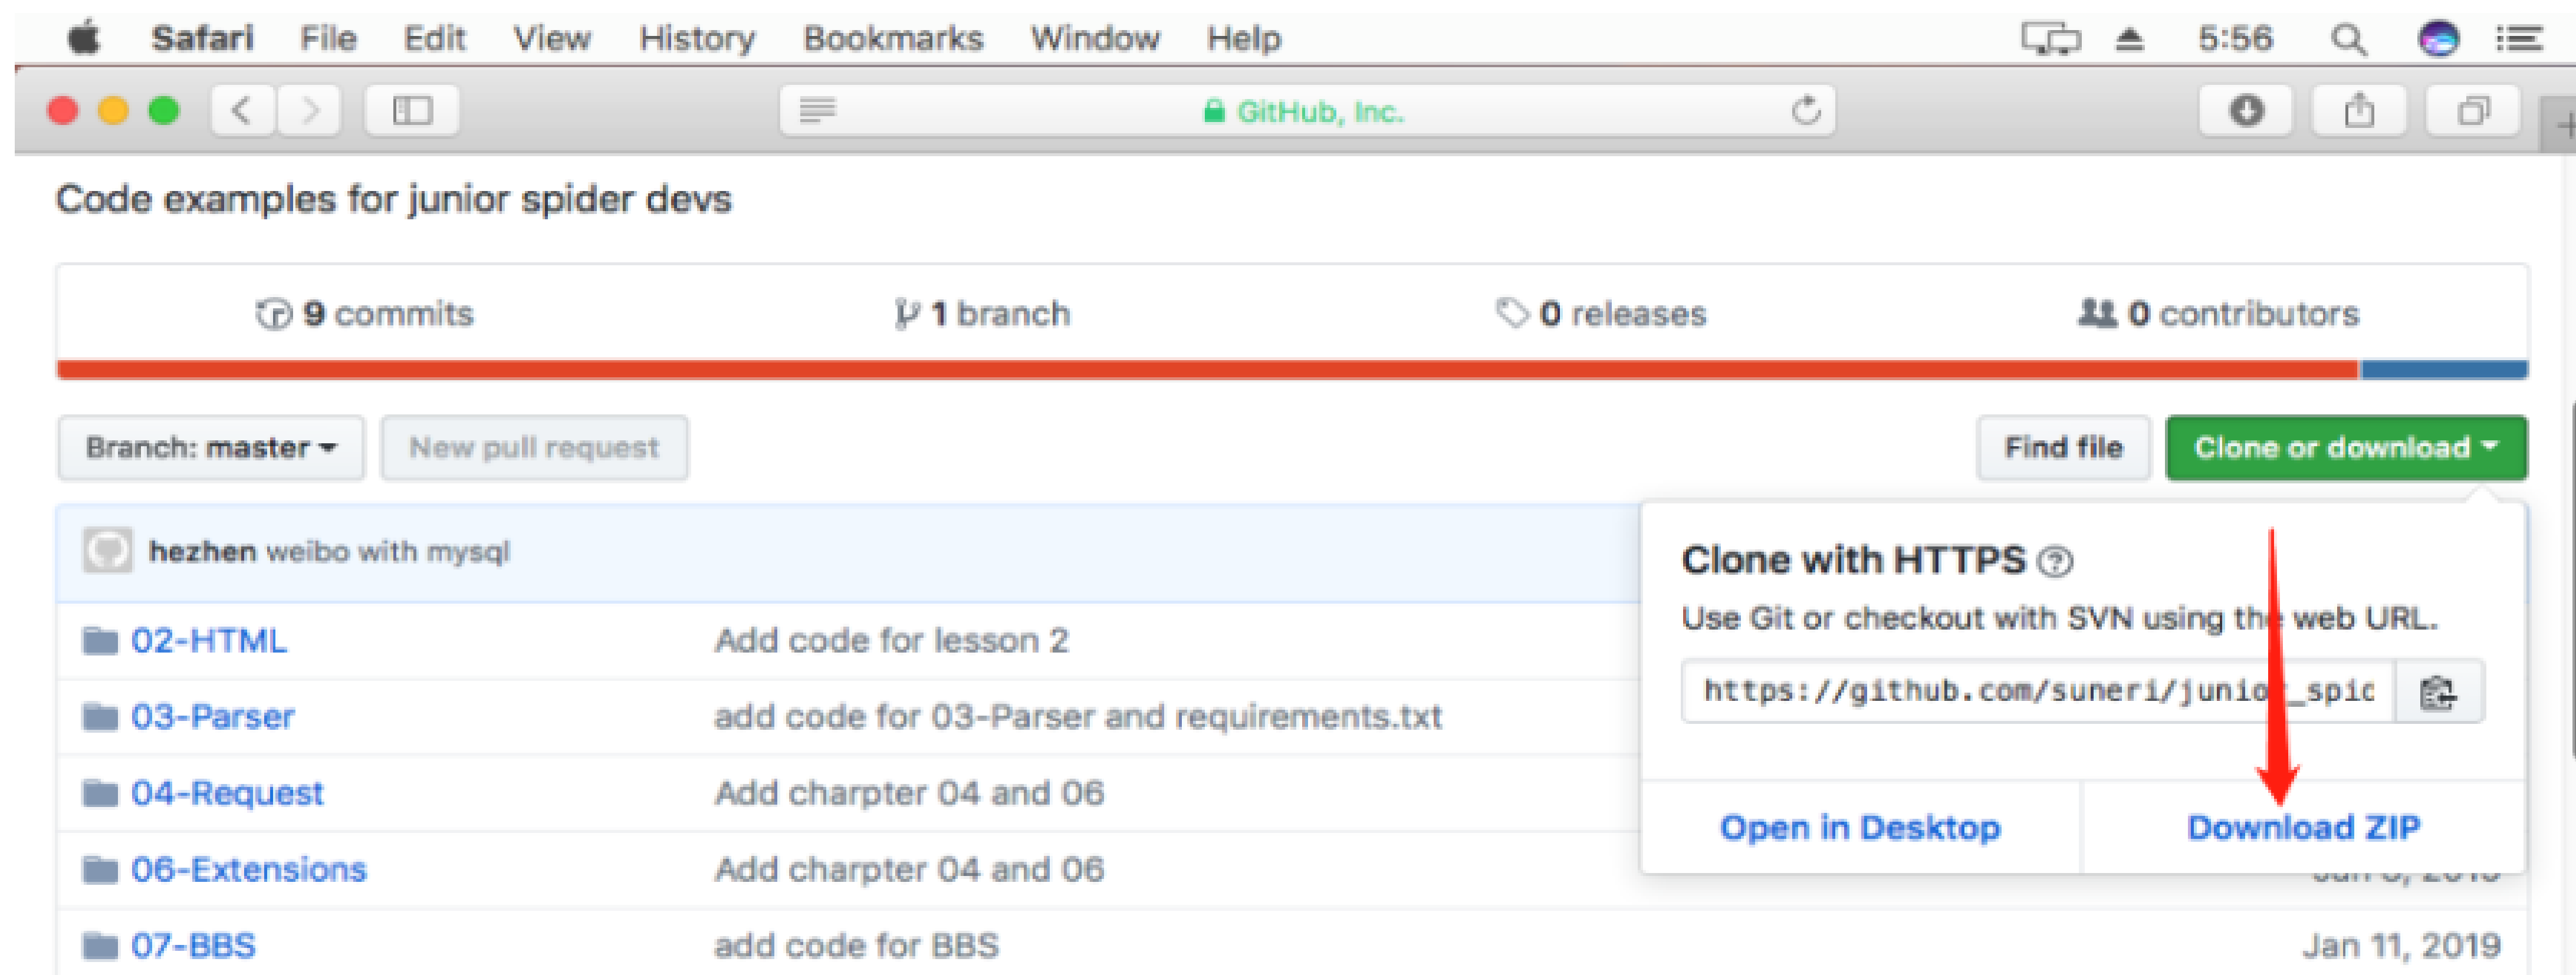 Safari File Edit View History Bookmarks Window Help 5:56
GitHub, Inc.
Code examples for junior spider devs
9 commits 1 branch 0 releases 0 contributors
Branch: master New pull request Find file Clone or download
hezhen weibo with mysql
Clone with HTTPS
Use Git or checkout with SVN using the web URL.
https://github.com/suneri/junior_spid
Open in Desktop Download ZIP
02-HTML Add code for lesson 2
03-Parser add code for 03-Parser and requirements.txt
04-Request Add charpter 04 and 06
06-Extensions Add charpter 04 and 06
07-BBS add code for BBS Jan 11, 2019